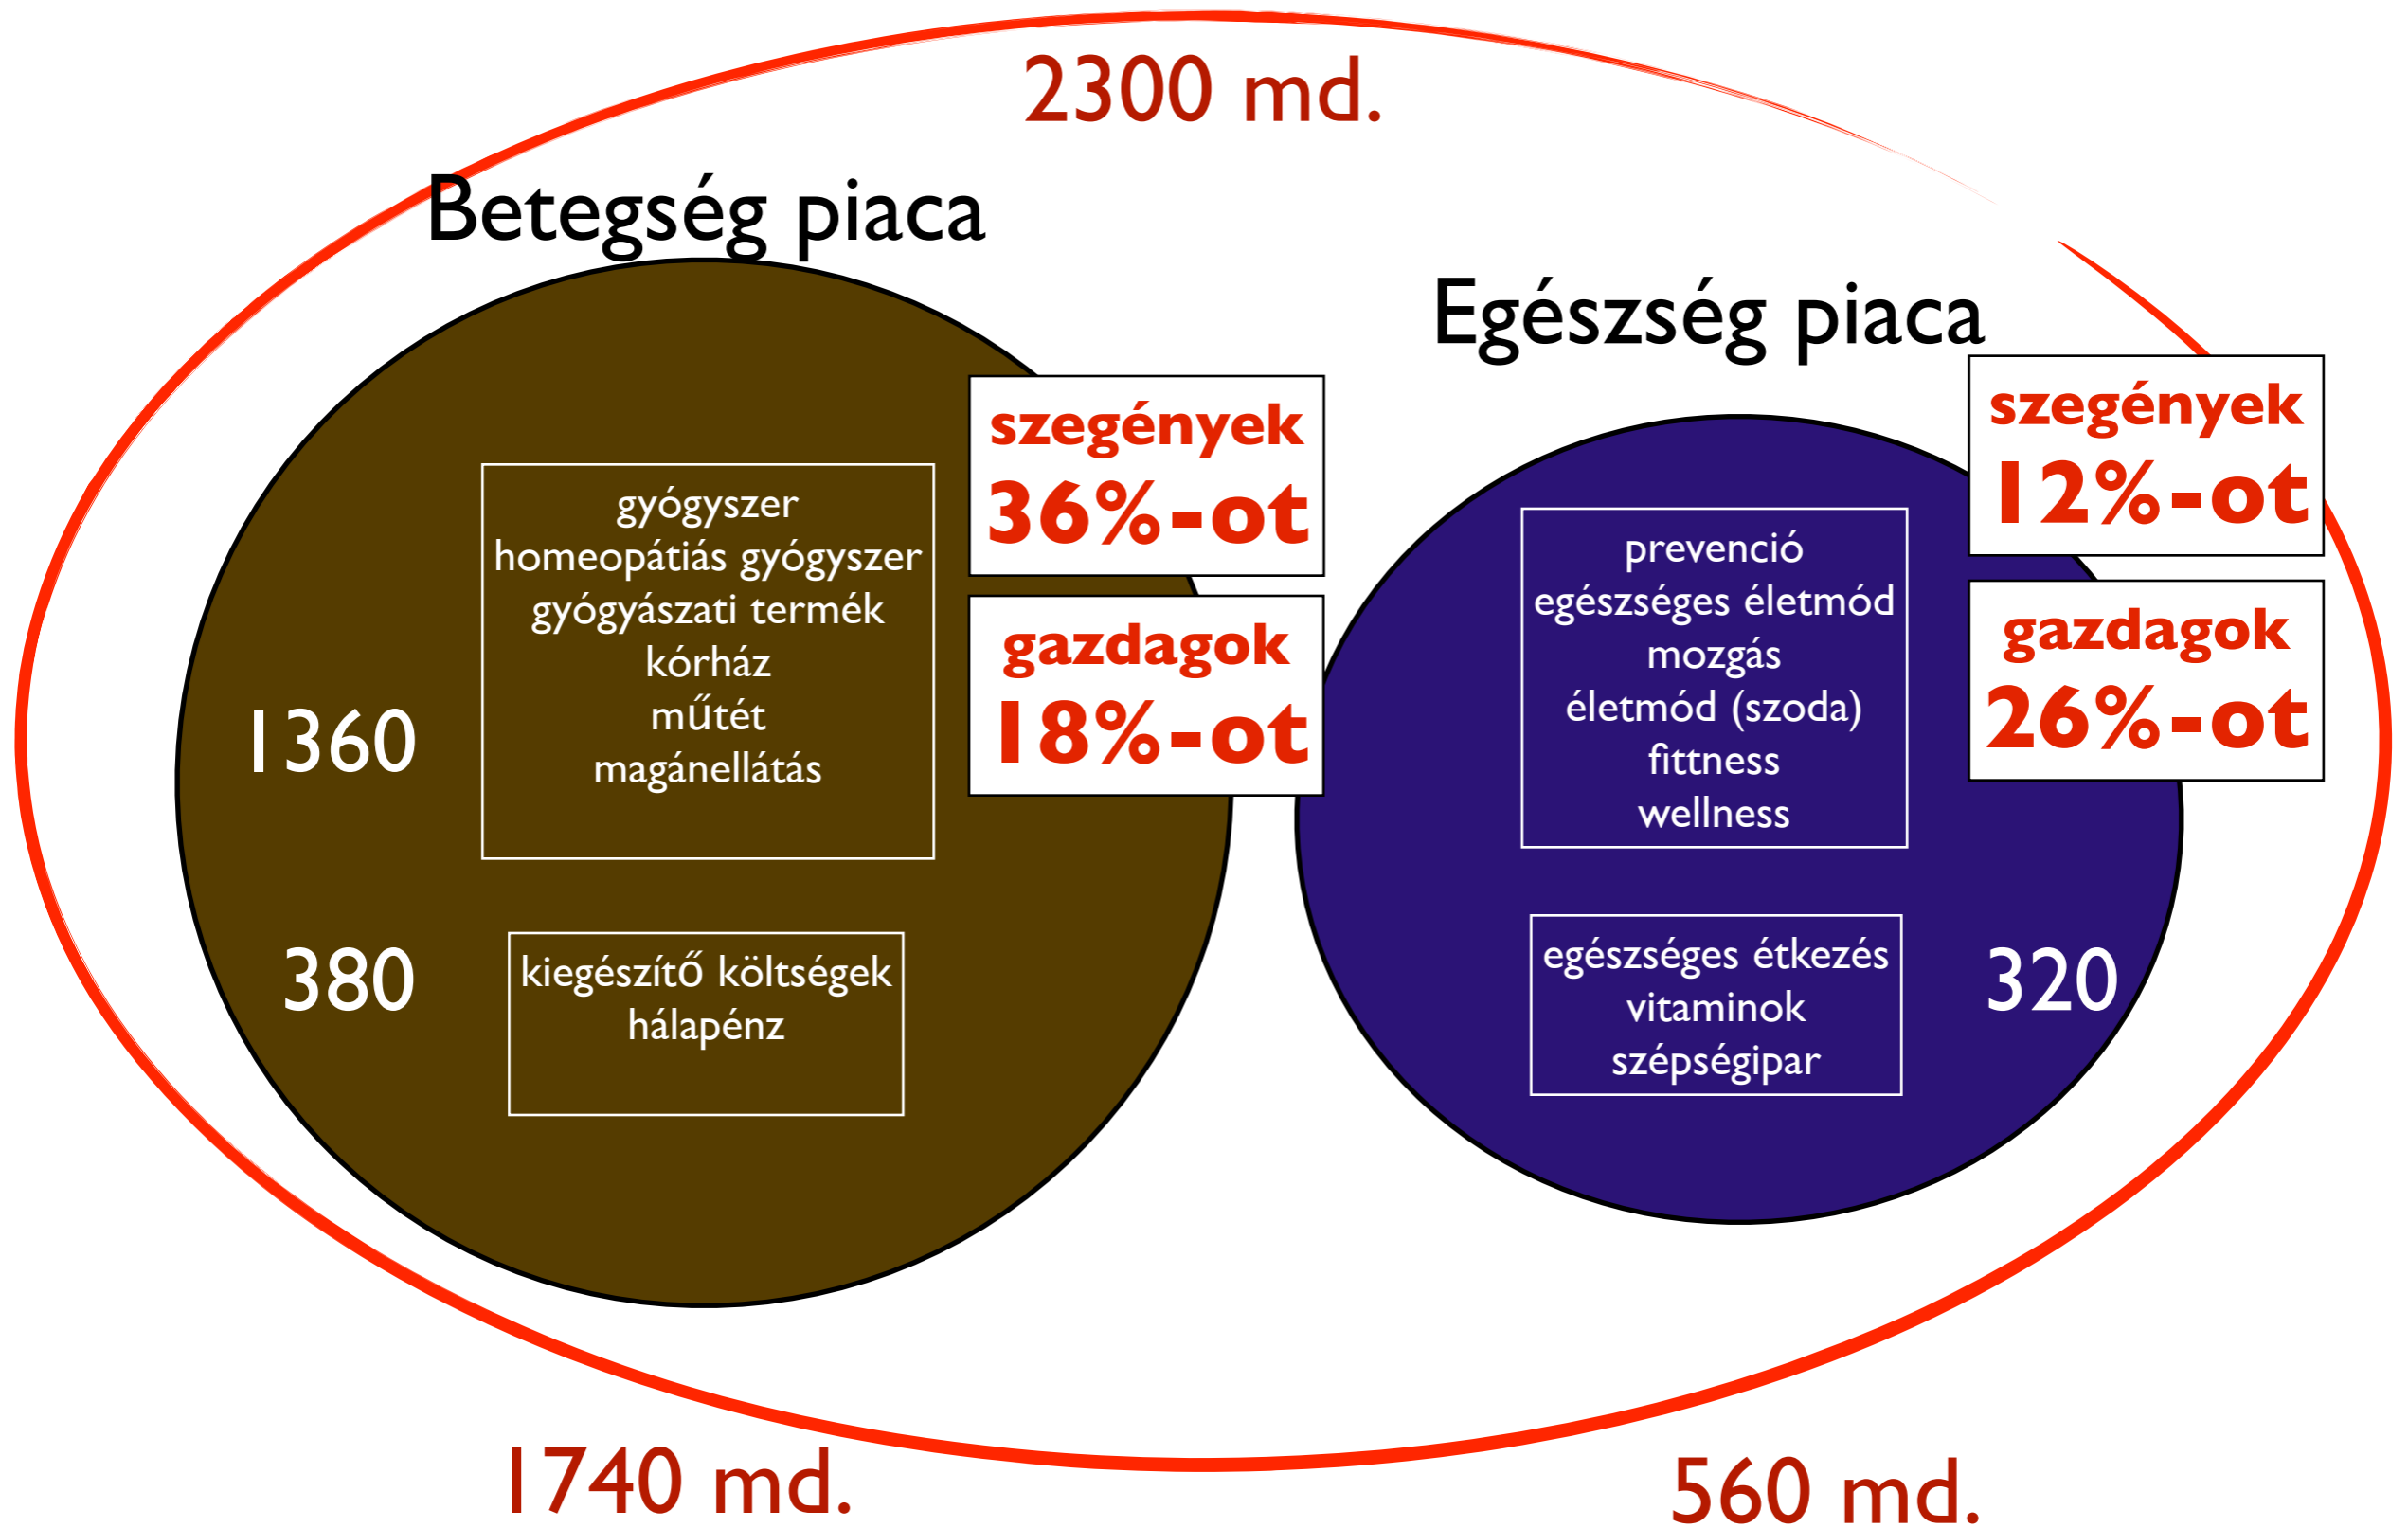 2300 md.
Betegség piaca
gyógyszer
homeopátiás gyógyszer
gyógyászati termék
kórház
műtét
magánellátás
1360
kiegészítő költségek
hálapénz
380
szegények
36%-ot
gazdagok
18%-ot
Egészség piaca
prevenció
egészséges életmód
mozgás
életmód (szoda)
fittness
wellness
egészséges étkezés
vitaminok
szépségipar
320
szegények
12%-ot
gazdagok
26%-ot
1740 md.
560 md.